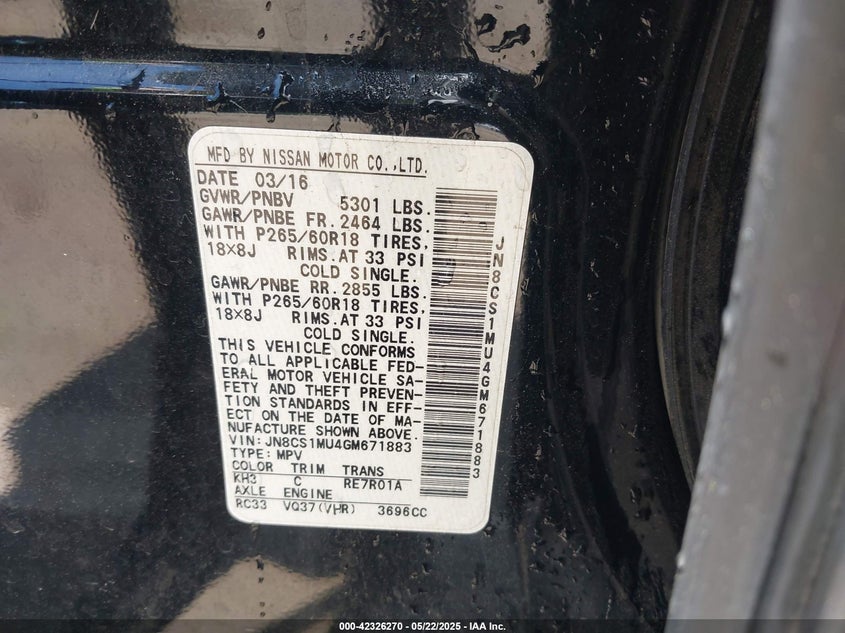 MFD BY NISSAN MOTOR CO.,LTD.
DATE 03/16
GVWR/PNBV 5301 LBS.
GAWR/PNBE FR. 2464 LBS.
WITH P265/60R18 TIRES,
18X8J RIMS.AT 33 PSI
COLD SINGLE.
GAWR/PNBE RR. 2855 LBS.
WITH P265/60R18 TIRES,
18X8J RIMS.AT 33 PSI
COLD SINGLE.
THIS VEHICLE CONFORMS
TO ALL APPLICABLE FED-
ERAL MOTOR VEHICLE SA-
FETY AND THEFT PREVEN-
TION STANDARDS IN EFF-
ECT ON THE DATE OF MA-
NUFACTURE SHOWN ABOVE.
VIN:JN8CS1MU4GM671883
TYPE: MPV
COLOR TRIM TRANS
KH3 C RE7R01A
AXLE ENGINE
RC33 VQ37(VHR) 3696CC
JN8CS1MU4GM671883
000-42326270 - 05/22/2025 - IAA Inc.